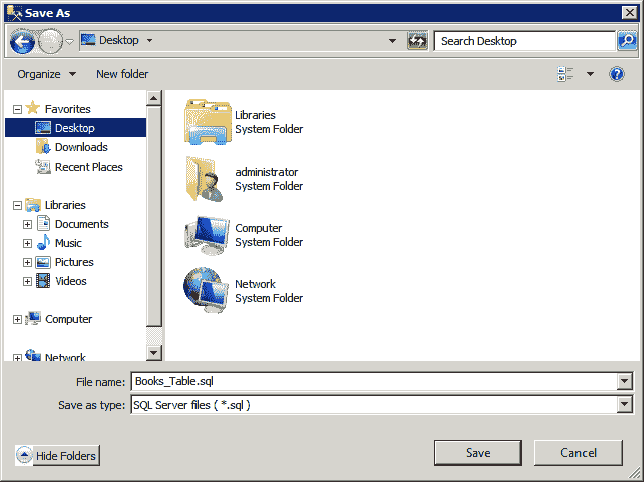 Save As
Desktop
Search Desktop
Organize
New folder
Favorites
Desktop
Downloads
Recent Places
Libraries
Documents
Music
Pictures
Videos
Computer
Network
Libraries
System Folder
administrator
System Folder
Computer
System Folder
Network
System Folder
File name: Books_Table.sql
Save as type: SQL Server files ( *.sql )
Hide Folders
Save
Cancel